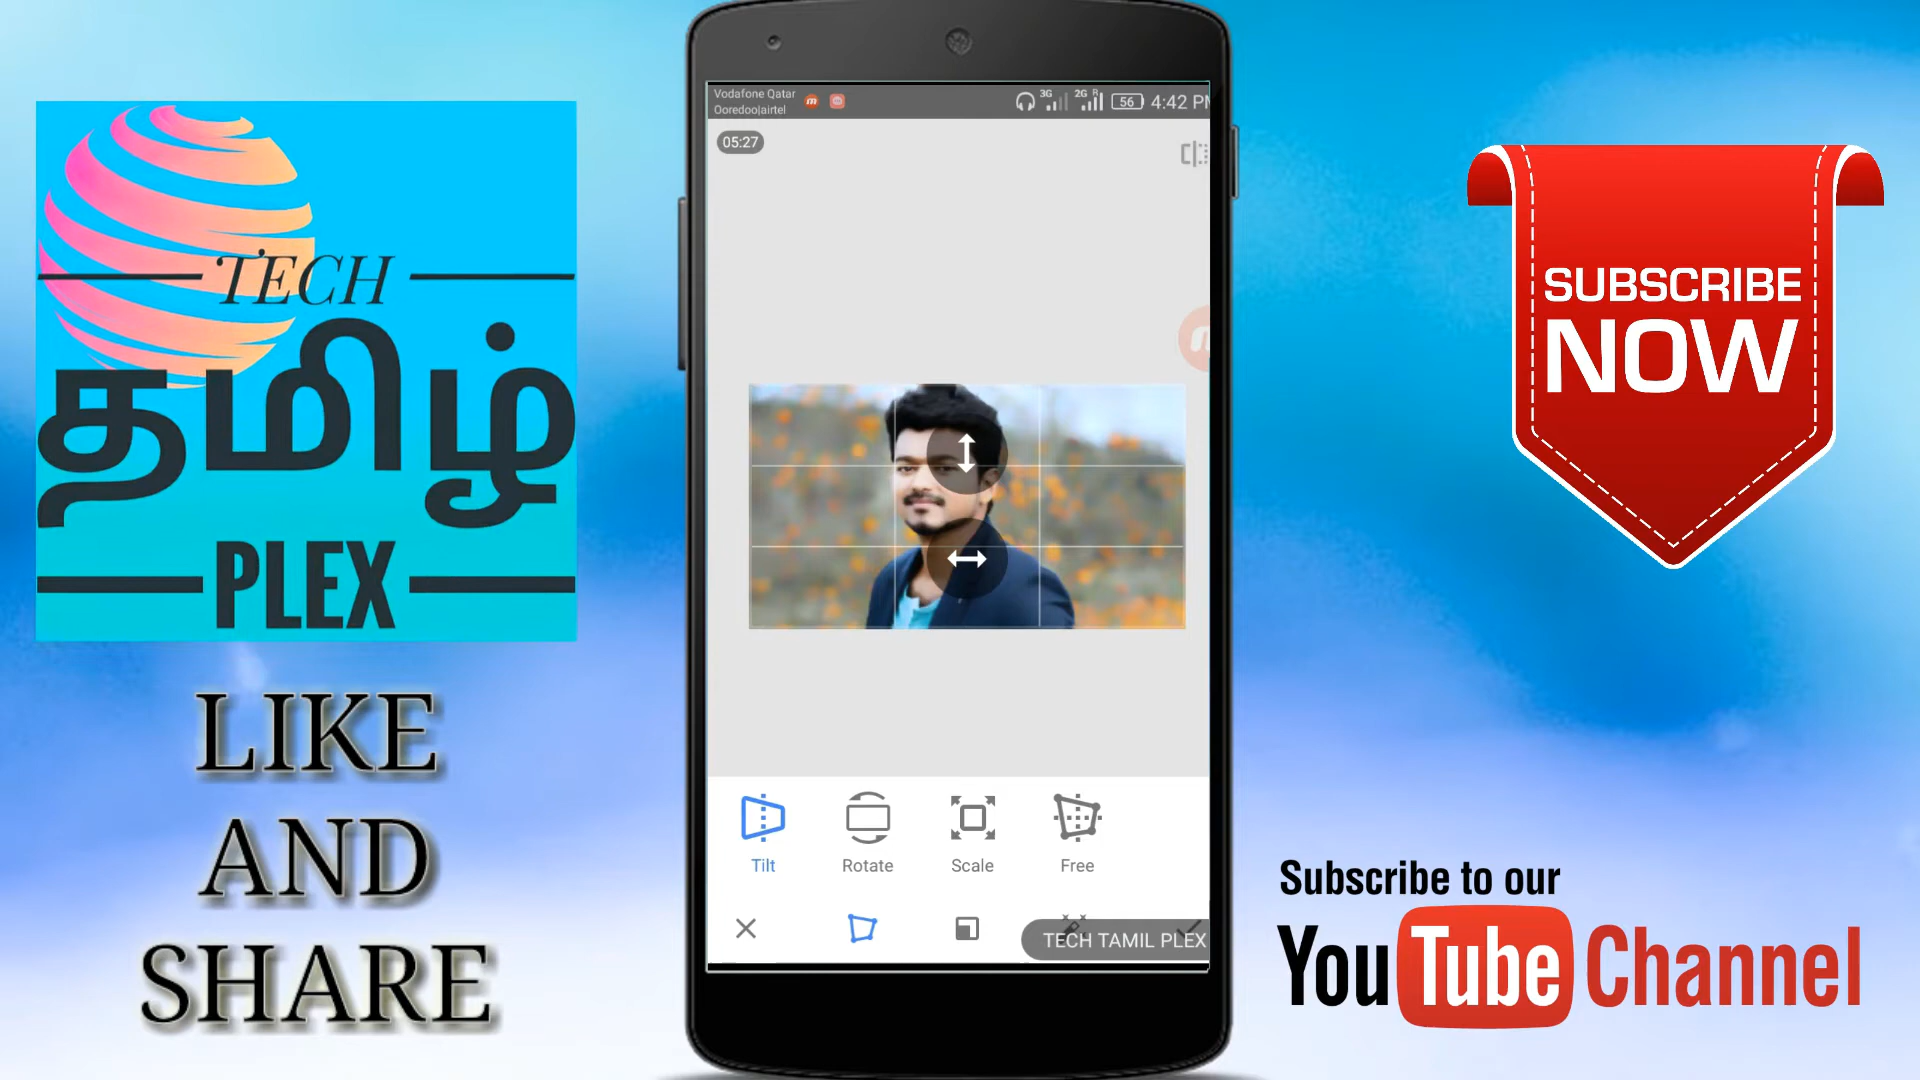 TECH
தமிழ்
PLEX
LIKE
AND
SHARE
Vodafone Qatar
Ooredoo|airtel
3G
2G
R
56
4:42 PM
05:27
Tilt
Rotate
Scale
Free
TECH TAMIL PLEX
SUBSCRIBE
NOW
Subscribe to our
YouTube Channel